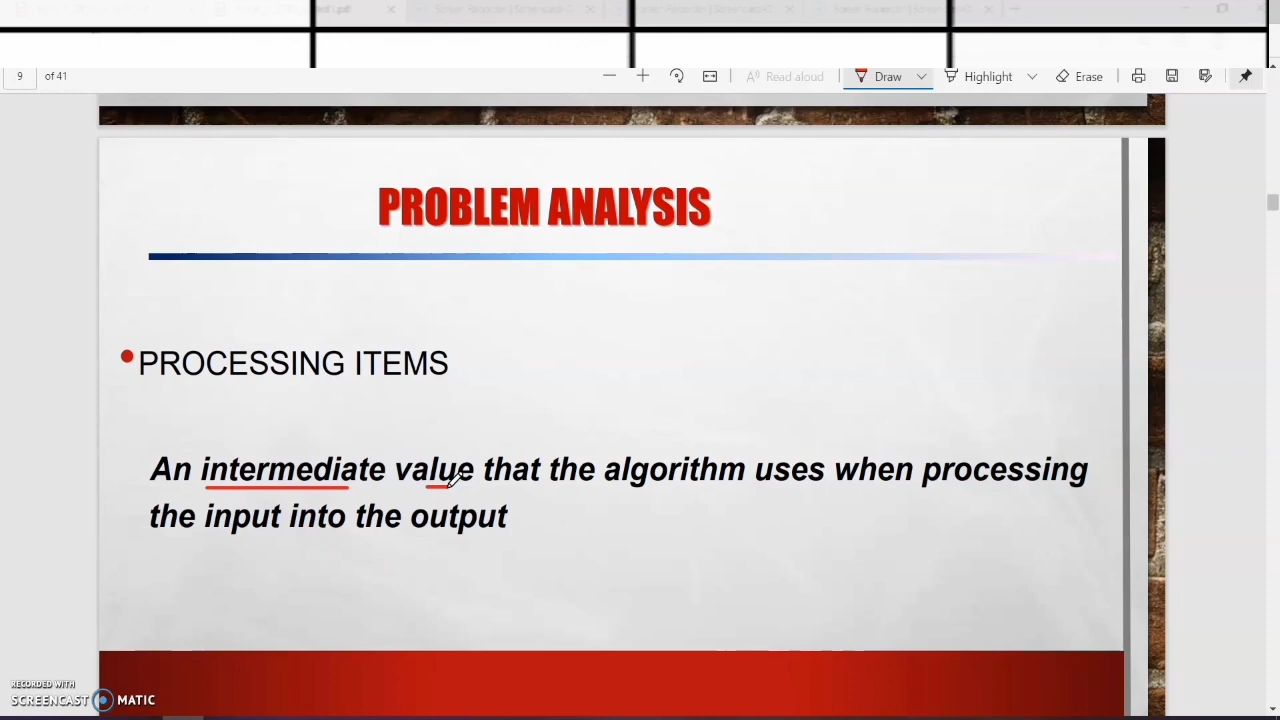 9 of 41
Read aloud
Draw
Highlight
Erase
PROBLEM ANALYSIS
PROCESSING ITEMS
An intermediate value that the algorithm uses when processing
the input into the output
RECORDED WITH
SCREENCAST MATIC